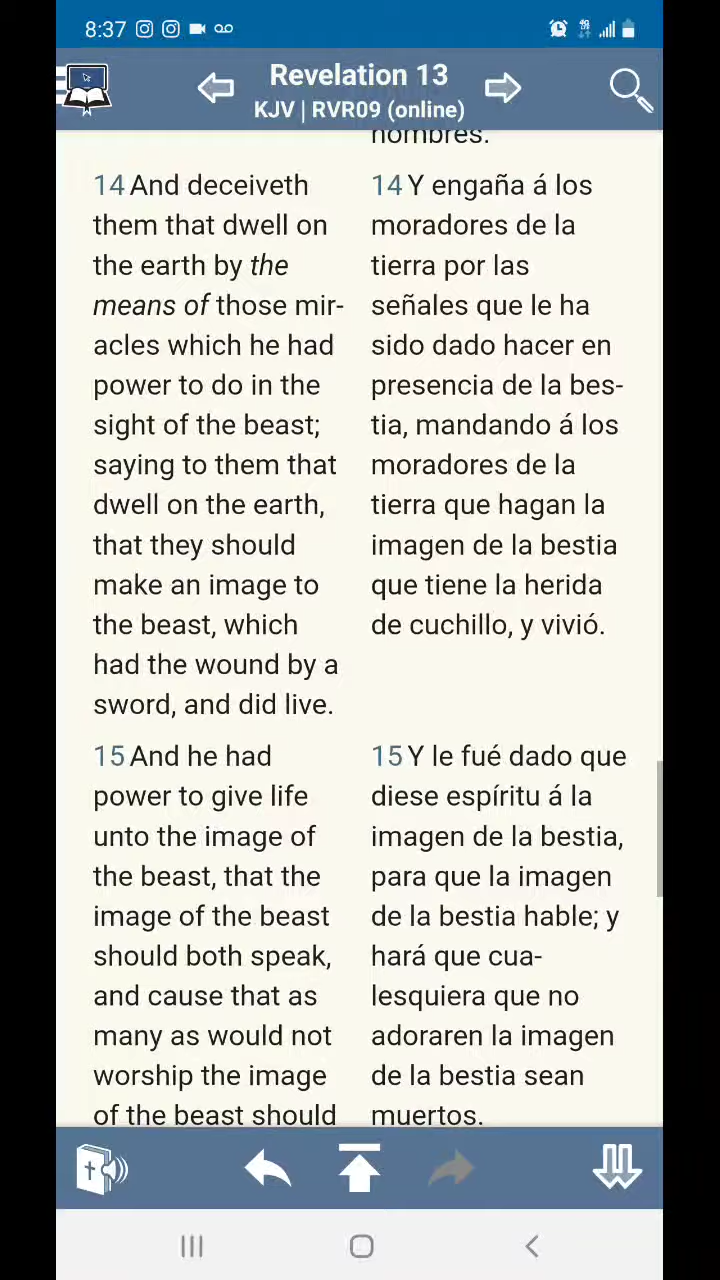 8:37
Revelation 13
KJV | RVR09 (online)
nombres.
14 And deceiveth
them that dwell on
the earth by the
means of those mir-
acles which he had
power to do in the
sight of the beast;
saying to them that
dwell on the earth,
that they should
make an image to
the beast, which
had the wound by a
sword, and did live.
14 Y engaña á los
moradores de la
tierra por las
señales que le ha
sido dado hacer en
presencia de la bes-
tia, mandando á los
moradores de la
tierra que hagan la
imagen de la bestia
que tiene la herida
de cuchillo, y vivió.
15 And he had
power to give life
unto the image of
the beast, that the
image of the beast
should both speak,
and cause that as
many as would not
worship the image
of the beast should
15 Y le fué dado que
diese espíritu á la
imagen de la bestia,
para que la imagen
de la bestia hable; y
hará que cua-
lesquiera que no
adoraren la imagen
de la bestia sean
muertos.